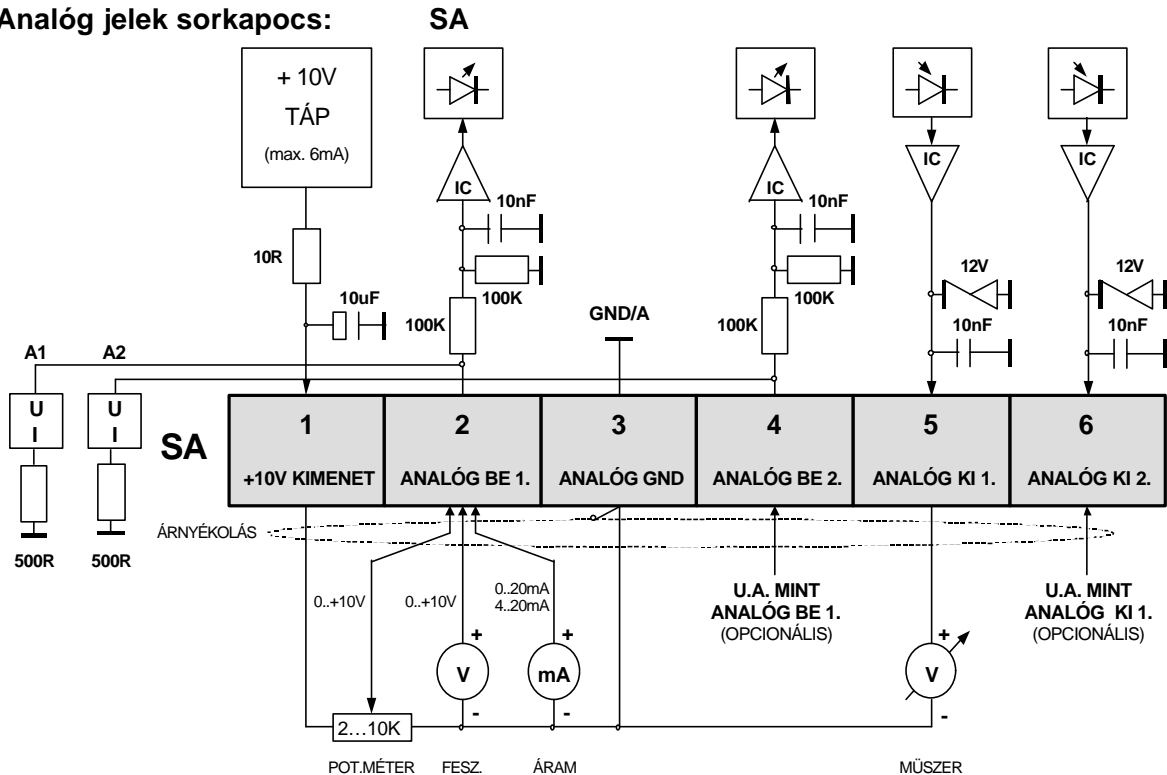 Analóg jelek sorkapocs: SA
+ 10V
TÁP
(max. 6mA)
IC
IC
IC
IC
10nF
10nF
10R
100K
100K
12V
12V
10uF
100K
GND/A
100K
10nF
10nF
A1 A2
U
I
U
I
SA
1
+10V KIMENET
2
ANALÓG BE 1.
3
ANALÓG GND
4
ANALÓG BE 2.
5
ANALÓG KI 1.
6
ANALÓG KI 2.
ÁRNYÉKOLÁS
500R
500R
0..+10V
0..+10V
0..20mA
4..20mA
U.A. MINT
ANALÓG BE 1.
(OPCIONÁLIS)
U.A. MINT
ANALÓG KI 1.
(OPCIONÁLIS)
+
V
-
+
mA
-
+
V
-
2...10K
POT.MÉTER
FESZ.
ÁRAM
MÜSZER